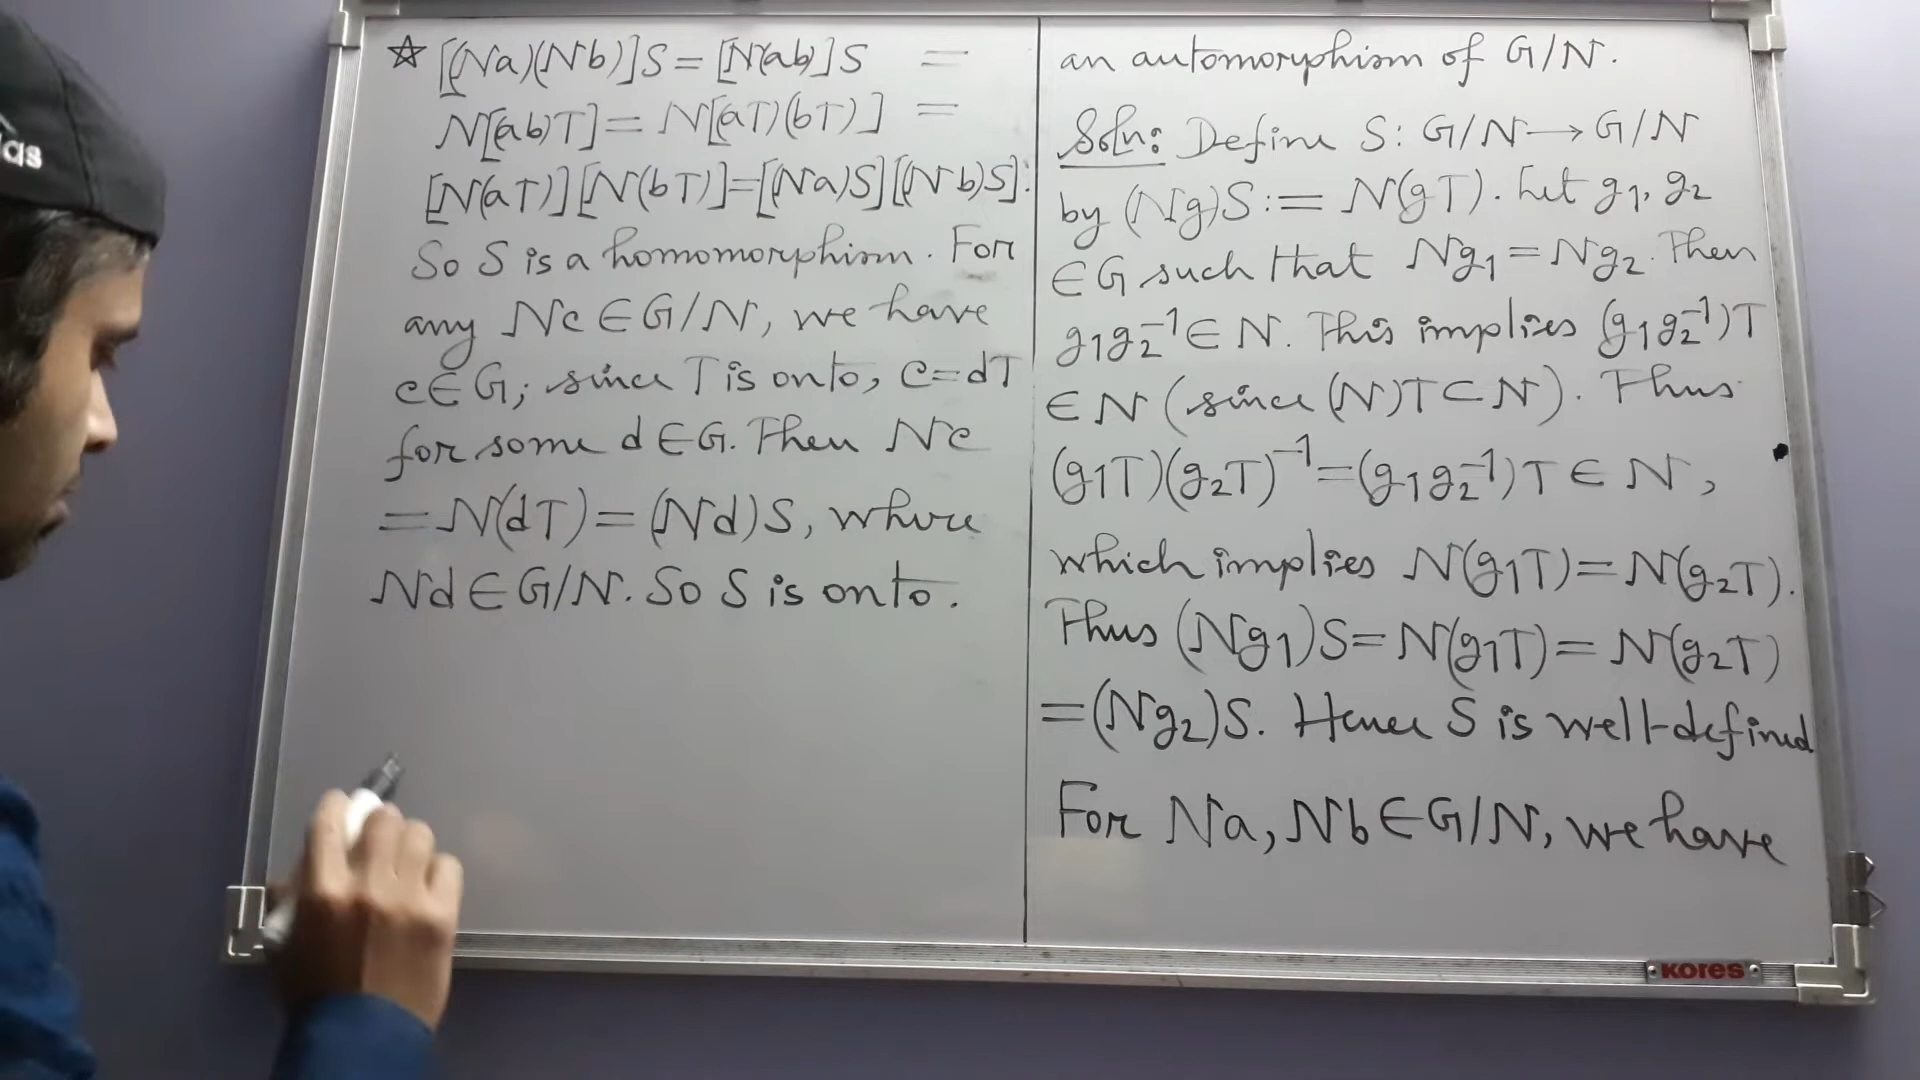 ☆ [(Na)(Nb)]S = [N(ab)]S =
N[(ab)T] = N[(aT)(bT)] =
[N(aT)][N(bT)]=[(Na)S][(Nb)S].
So S is a homomorphism. For
any Nc ∈ G/N, we have
c∈G; since T is onto, c=dT
for some d∈G. Then Nc
= N(dT) = (Nd)S, where
Nd ∈ G/N. So S is onto.
an automorphism of G/N.
Soln: Define S: G/N → G/N
by (Ng)S := N(gT). Let g1, g2
∈ G such that Ng1 = Ng2. Then
g1g2⁻¹ ∈ N. This implies (g1g2⁻¹)T
∈ N (since (N)T ⊂ N). Thus
(g1T)(g2T)⁻¹ = (g1g2⁻¹)T ∈ N,
which implies N(g1T) = N(g2T).
Thus (Ng1)S = N(g1T) = N(g2T)
= (Ng2)S. Hence S is well-defined
For Na, Nb ∈ G/N, we have
kores
as